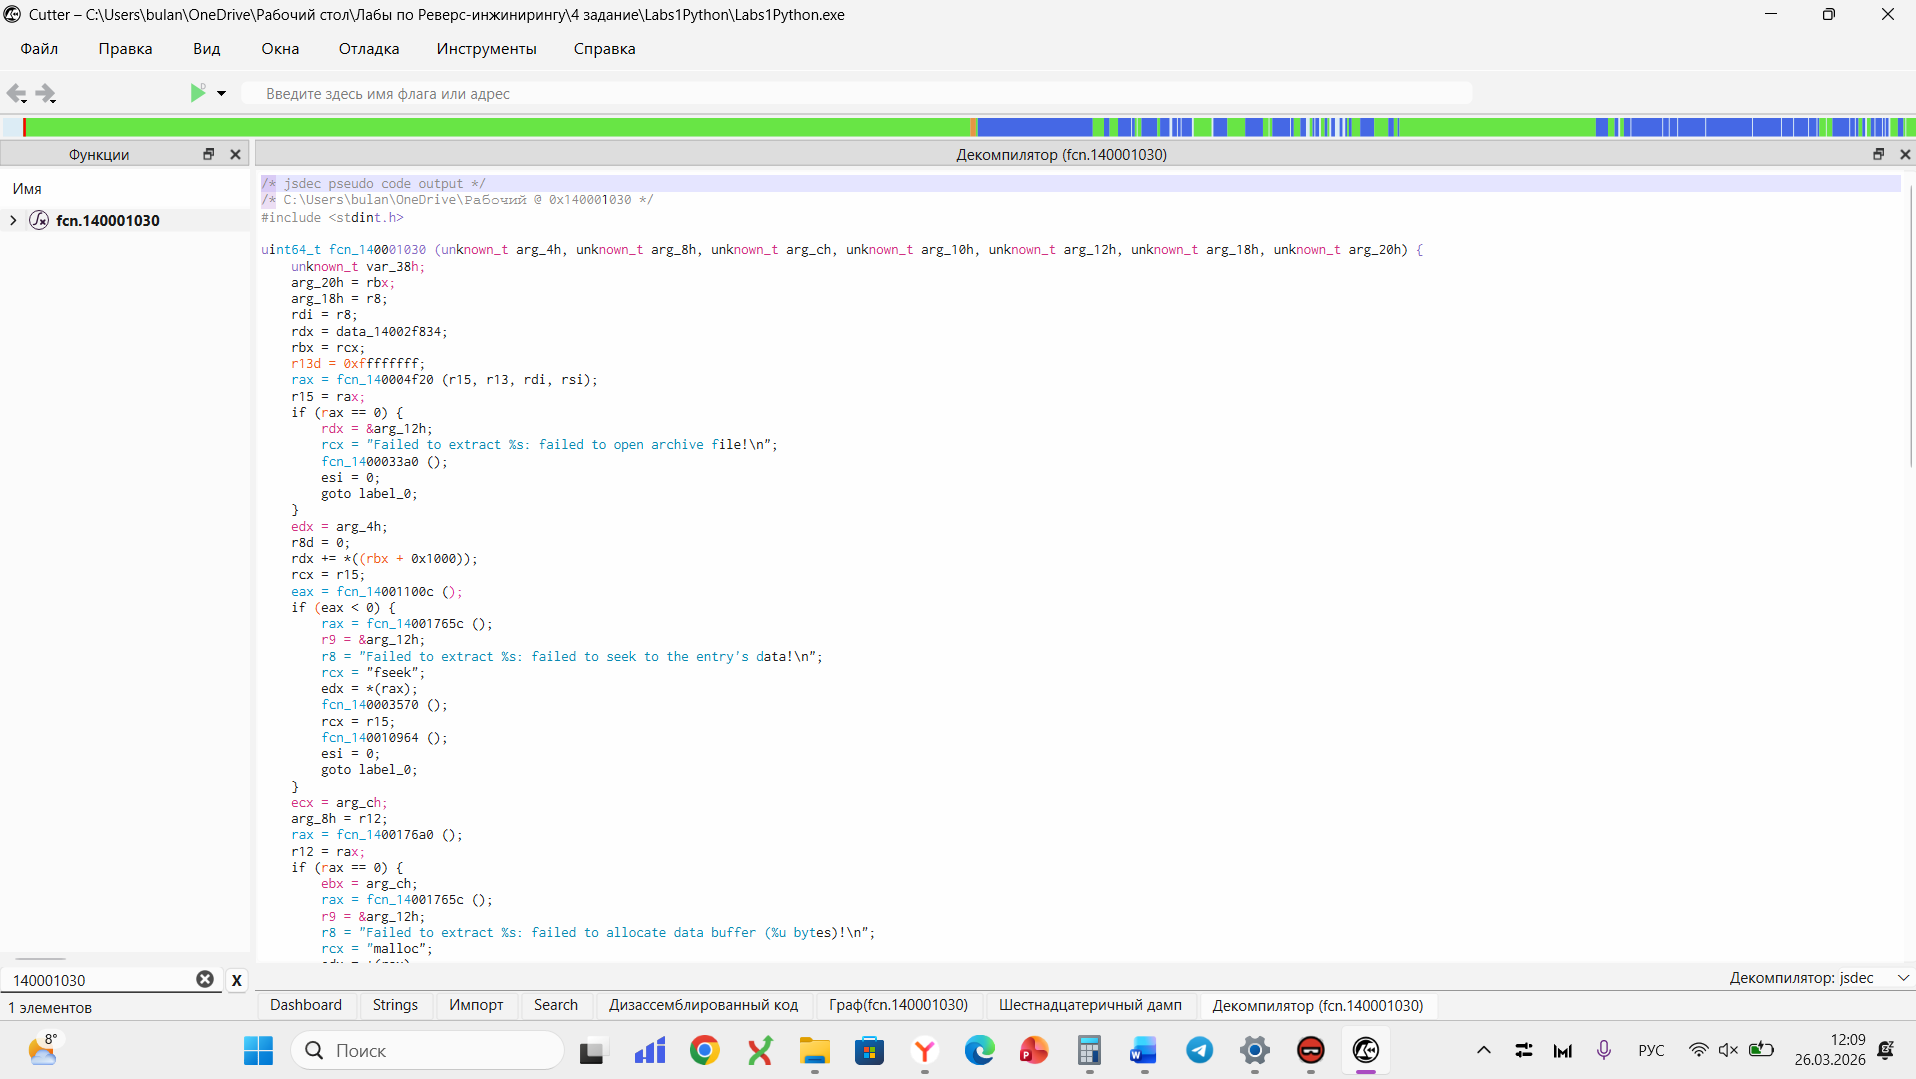 Cutter – C:\Users\bulan\OneDrive\Рабочий стол\Лабы по Реверс-инжинирингу\4 задание\Labs1Python\Labs1Python.exe
Файл Правка Вид Окна Отладка Инструменты Справка
Введите здесь имя флага или адрес
Функции
Декомпилятор (fcn.140001030)
Имя
fcn.140001030
/* jsdec pseudo code output */
/* C:\Users\bulan\OneDrive\Рабочий @ 0x140001030 */
#include <stdint.h>
uint64_t fcn_140001030 (unknown_t arg_4h, unknown_t arg_8h, unknown_t arg_ch, unknown_t arg_10h, unknown_t arg_12h, unknown_t arg_18h, unknown_t arg_20h) {
unknown_t var_38h;
arg_20h = rbx;
arg_18h = r8;
rdi = r8;
rdx = data_14002f834;
rbx = rcx;
r13d = 0xffffffff;
rax = fcn_140004f20 (r15, r13, rdi, rsi);
r15 = rax;
if (rax == 0) {
rdx = &arg_12h;
rcx = "Failed to extract %s: failed to open archive file!\n";
fcn_1400033a0 ();
esi = 0;
goto label_0;
}
edx = arg_4h;
r8d = 0;
rdx += *((rbx + 0x1000));
rcx = r15;
eax = fcn_14001100c ();
if (eax < 0) {
rax = fcn_14001765c ();
r9 = &arg_12h;
r8 = "Failed to extract %s: failed to seek to the entry's data!\n";
rcx = "fseek";
edx = *(rax);
fcn_140003570 ();
rcx = r15;
fcn_140010964 ();
esi = 0;
goto label_0;
}
ecx = arg_ch;
arg_8h = r12;
rax = fcn_1400176a0 ();
r12 = rax;
if (rax == 0) {
ebx = arg_ch;
rax = fcn_14001765c ();
r9 = &arg_12h;
r8 = "Failed to extract %s: failed to allocate data buffer (%u bytes)!\n";
rcx = "malloc";
140001030
X
Декомпилятор: jsdec
1 элементов
Dashboard Strings Импорт Search Дизассемблированный код Граф(fcn.140001030) Шестнадцатеричный дамп Декомпилятор (fcn.140001030)
8°
Поиск
РУС
12:09
26.03.2026